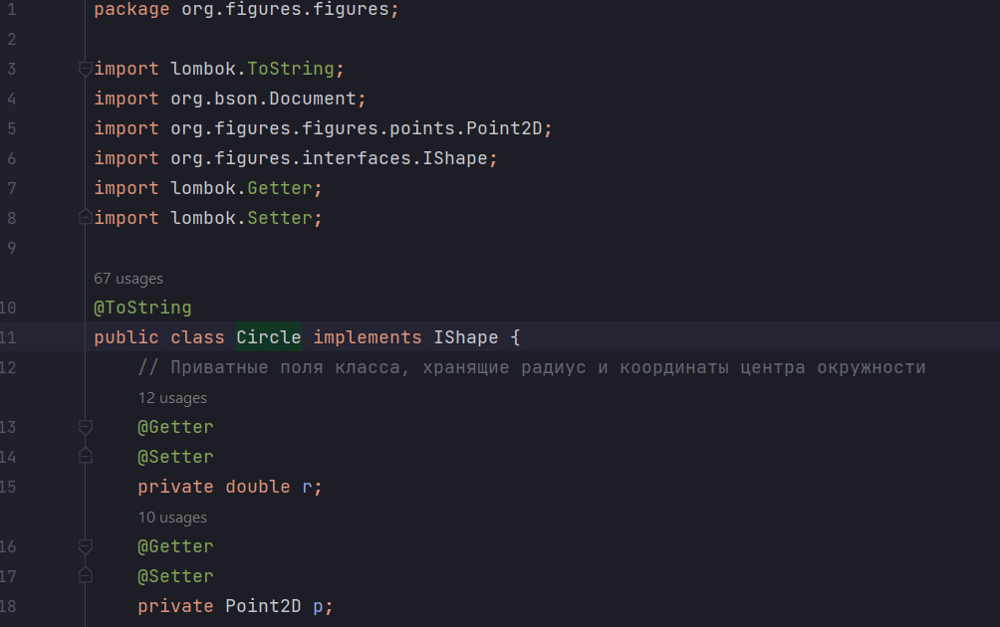 1 package org.figures.figures;
2
3 import lombok.ToString;
4 import org.bson.Document;
5 import org.figures.figures.points.Point2D;
6 import org.figures.interfaces.IShape;
7 import lombok.Getter;
8 import lombok.Setter;
9
67 usages
10 @ToString
11 public class Circle implements IShape {
12 // Приватные поля класса, хранящие радиус и координаты центра окружности
12 usages
13 @Getter
14 @Setter
15 private double r;
10 usages
16 @Getter
17 @Setter
18 private Point2D p;